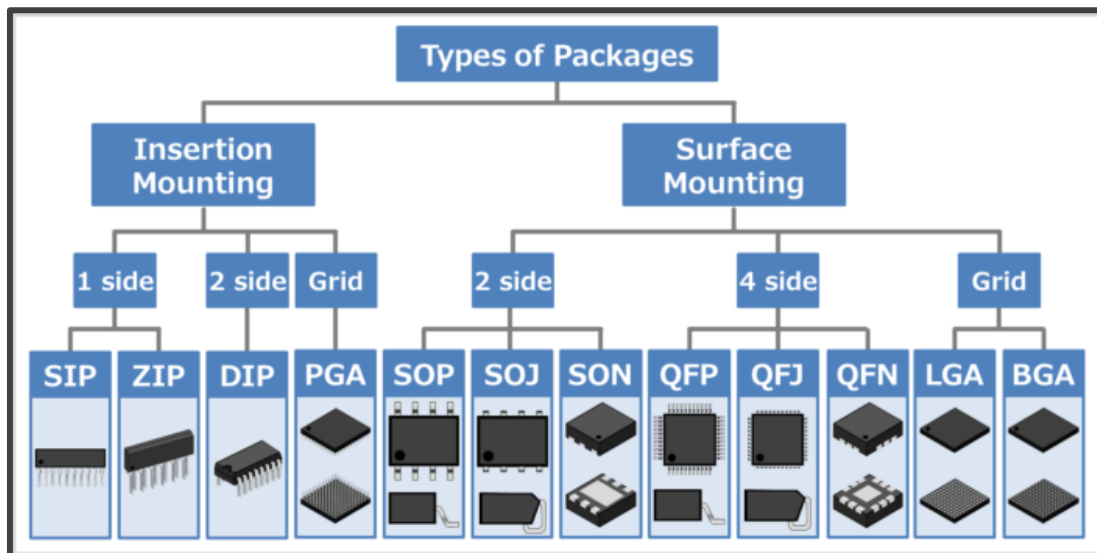 Types of Packages
Insertion
Mounting
Surface
Mounting
1 side
2 side
Grid
2 side
4 side
Grid
SIP
ZIP
DIP
PGA
SOP
SOJ
SON
QFP
QFJ
QFN
LGA
BGA